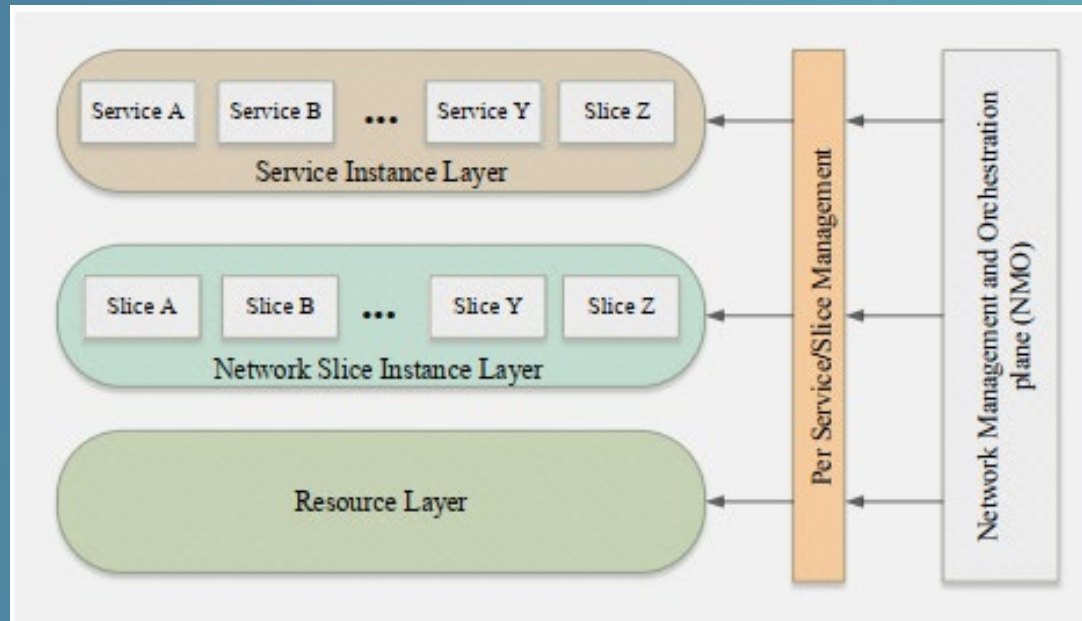 Service A
Service B
...
Service Y
Slice Z
Service Instance Layer
Slice A
Slice B
...
Slice Y
Slice Z
Network Slice Instance Layer
Resource Layer
Per Service/Slice Management
Network Management and Orchestration
plane (NMO)